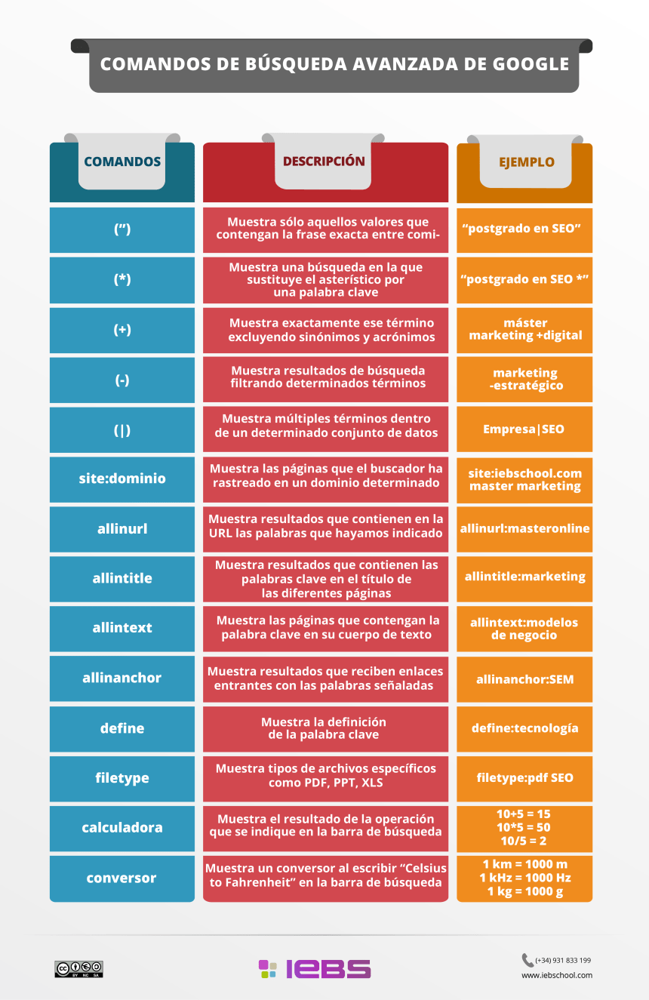 COMANDOS DE BÚSQUEDA AVANZADA DE GOOGLE
COMANDOS
DESCRIPCIÓN
EJEMPLO
(”)
Muestra sólo aquellos valores que
contengan la frase exacta entre comi-
“postgrado en SEO”
(*)
Muestra una búsqueda en la que
sustituye el asterístico por
una palabra clave
“postgrado en SEO *”
(+)
Muestra exactamente ese término
excluyendo sinónimos y acrónimos
máster
marketing +digital
(-)
Muestra resultados de búsqueda
filtrando determinados términos
marketing
-estratégico
(|)
Muestra múltiples términos dentro
de un determinado conjunto de datos
Empresa|SEO
site:dominio
Muestra las páginas que el buscador ha
rastreado en un dominio determinado
site:iebschool.com
master marketing
allinurl
Muestra resultados que contienen en la
URL las palabras que hayamos indicado
allinurl:masteronline
allintitle
Muestra resultados que contienen las
palabras clave en el título de
las diferentes páginas
allintitle:marketing
allintext
Muestra las páginas que contengan la
palabra clave en su cuerpo de texto
allintext:modelos
de negocio
allinanchor
Muestra resultados que reciben enlaces
entrantes con las palabras señaladas
allinanchor:SEM
define
Muestra la definición
de la palabra clave
define:tecnología
filetype
Muestra tipos de archivos específicos
como PDF, PPT, XLS
filetype:pdf SEO
calculadora
Muestra el resultado de la operación
que se indique en la barra de búsqueda
10+5 = 15
10*5 = 50
10/5 = 2
conversor
Muestra un conversor al escribir “Celsius
to Fahrenheit” en la barra de búsqueda
1 km = 1000 m
1 kHz = 1000 Hz
1 kg = 1000 g
cc
BY NC SA
IEBS
(+34) 931 833 199
www.iebschool.com